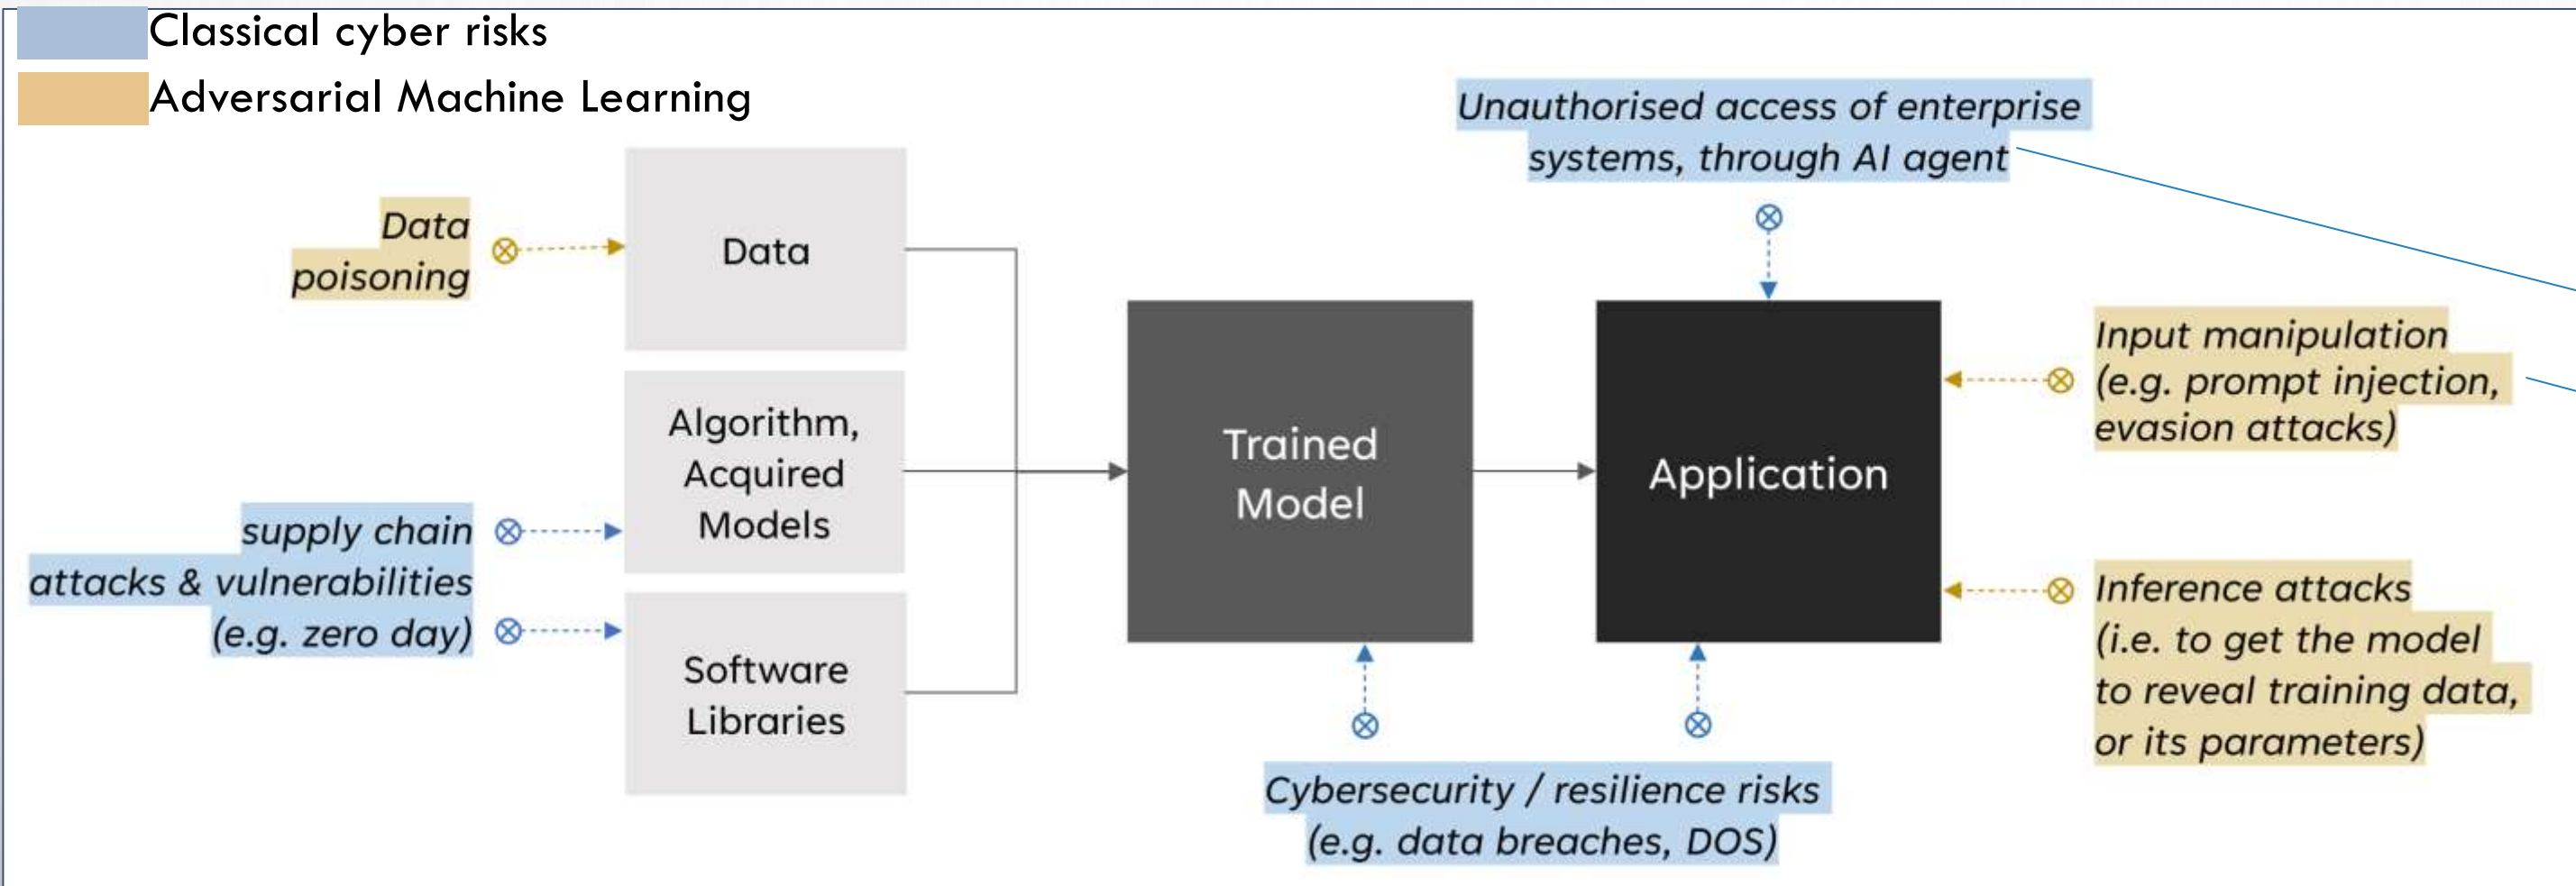 Classical cyber risks
Adversarial Machine Learning
Unauthorised access of enterprise
systems, through AI agent
Data
poisoning
Data
Algorithm,
Acquired
Models
supply chain
attacks & vulnerabilities
(e.g. zero day)
Software
Libraries
Trained
Model
Application
Input manipulation
(e.g. prompt injection,
evasion attacks)
Inference attacks
(i.e. to get the model
to reveal training data,
or its parameters)
Cybersecurity / resilience risks
(e.g. data breaches, DOS)